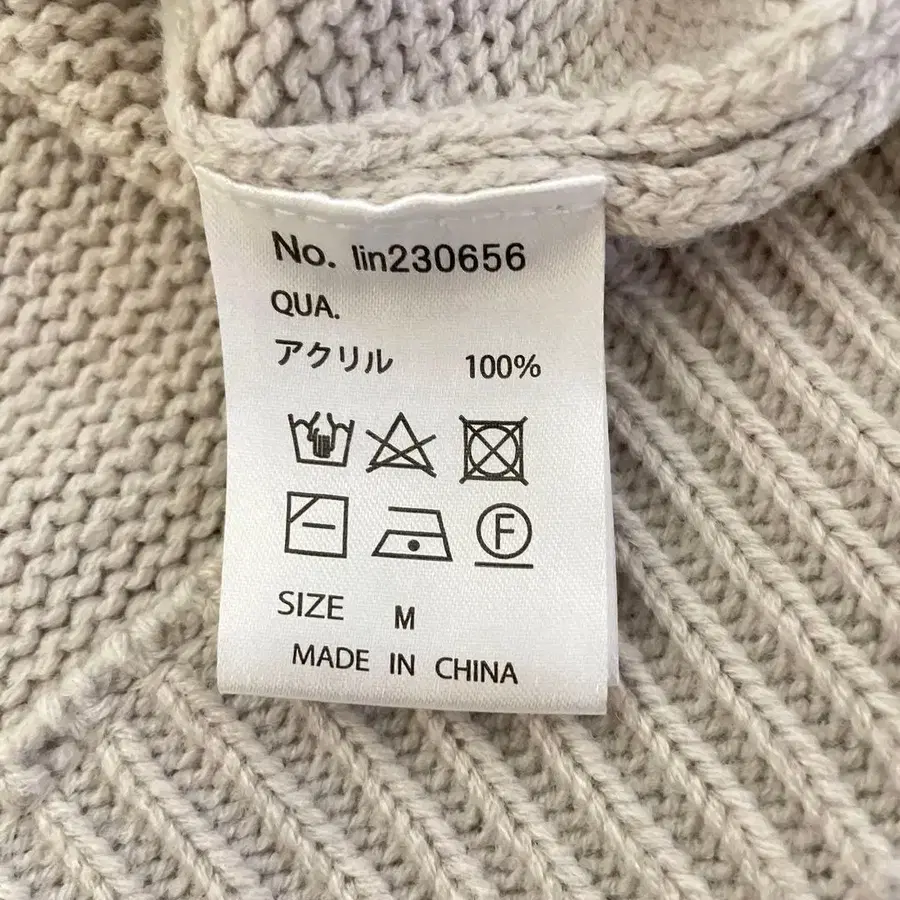 No. lin230656
QUA.
アクリル 100%
F
SIZE M
MADE IN CHINA